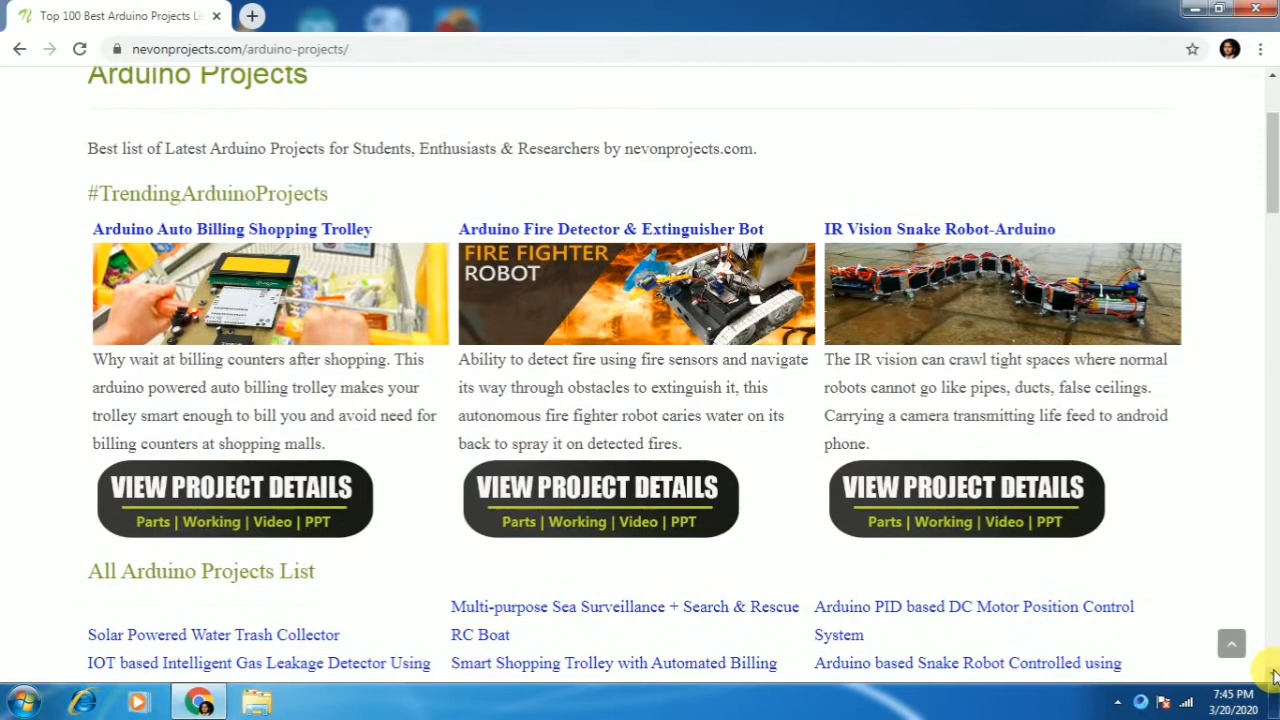 Top 100 Best Arduino Projects Li
nevonprojects.com/arduino-projects/
Arduino Projects
Best list of Latest Arduino Projects for Students, Enthusiasts & Researchers by nevonprojects.com.
#TrendingArduinoProjects
Arduino Auto Billing Shopping Trolley
Why wait at billing counters after shopping. This
arduino powered auto billing trolley makes your
trolley smart enough to bill you and avoid need for
billing counters at shopping malls.
VIEW PROJECT DETAILS
Parts | Working | Video | PPT
Arduino Fire Detector & Extinguisher Bot
FIRE FIGHTER
ROBOT
Ability to detect fire using fire sensors and navigate
its way through obstacles to extinguish it, this
autonomous fire fighter robot caries water on its
back to spray it on detected fires.
VIEW PROJECT DETAILS
Parts | Working | Video | PPT
IR Vision Snake Robot-Arduino
The IR vision can crawl tight spaces where normal
robots cannot go like pipes, ducts, false ceilings.
Carrying a camera transmitting life feed to android
phone.
VIEW PROJECT DETAILS
Parts | Working | Video | PPT
All Arduino Projects List
Solar Powered Water Trash Collector
IOT based Intelligent Gas Leakage Detector Using
Multi-purpose Sea Surveillance + Search & Rescue
RC Boat
Smart Shopping Trolley with Automated Billing
Arduino PID based DC Motor Position Control
System
Arduino based Snake Robot Controlled using
7:45 PM
3/20/2020